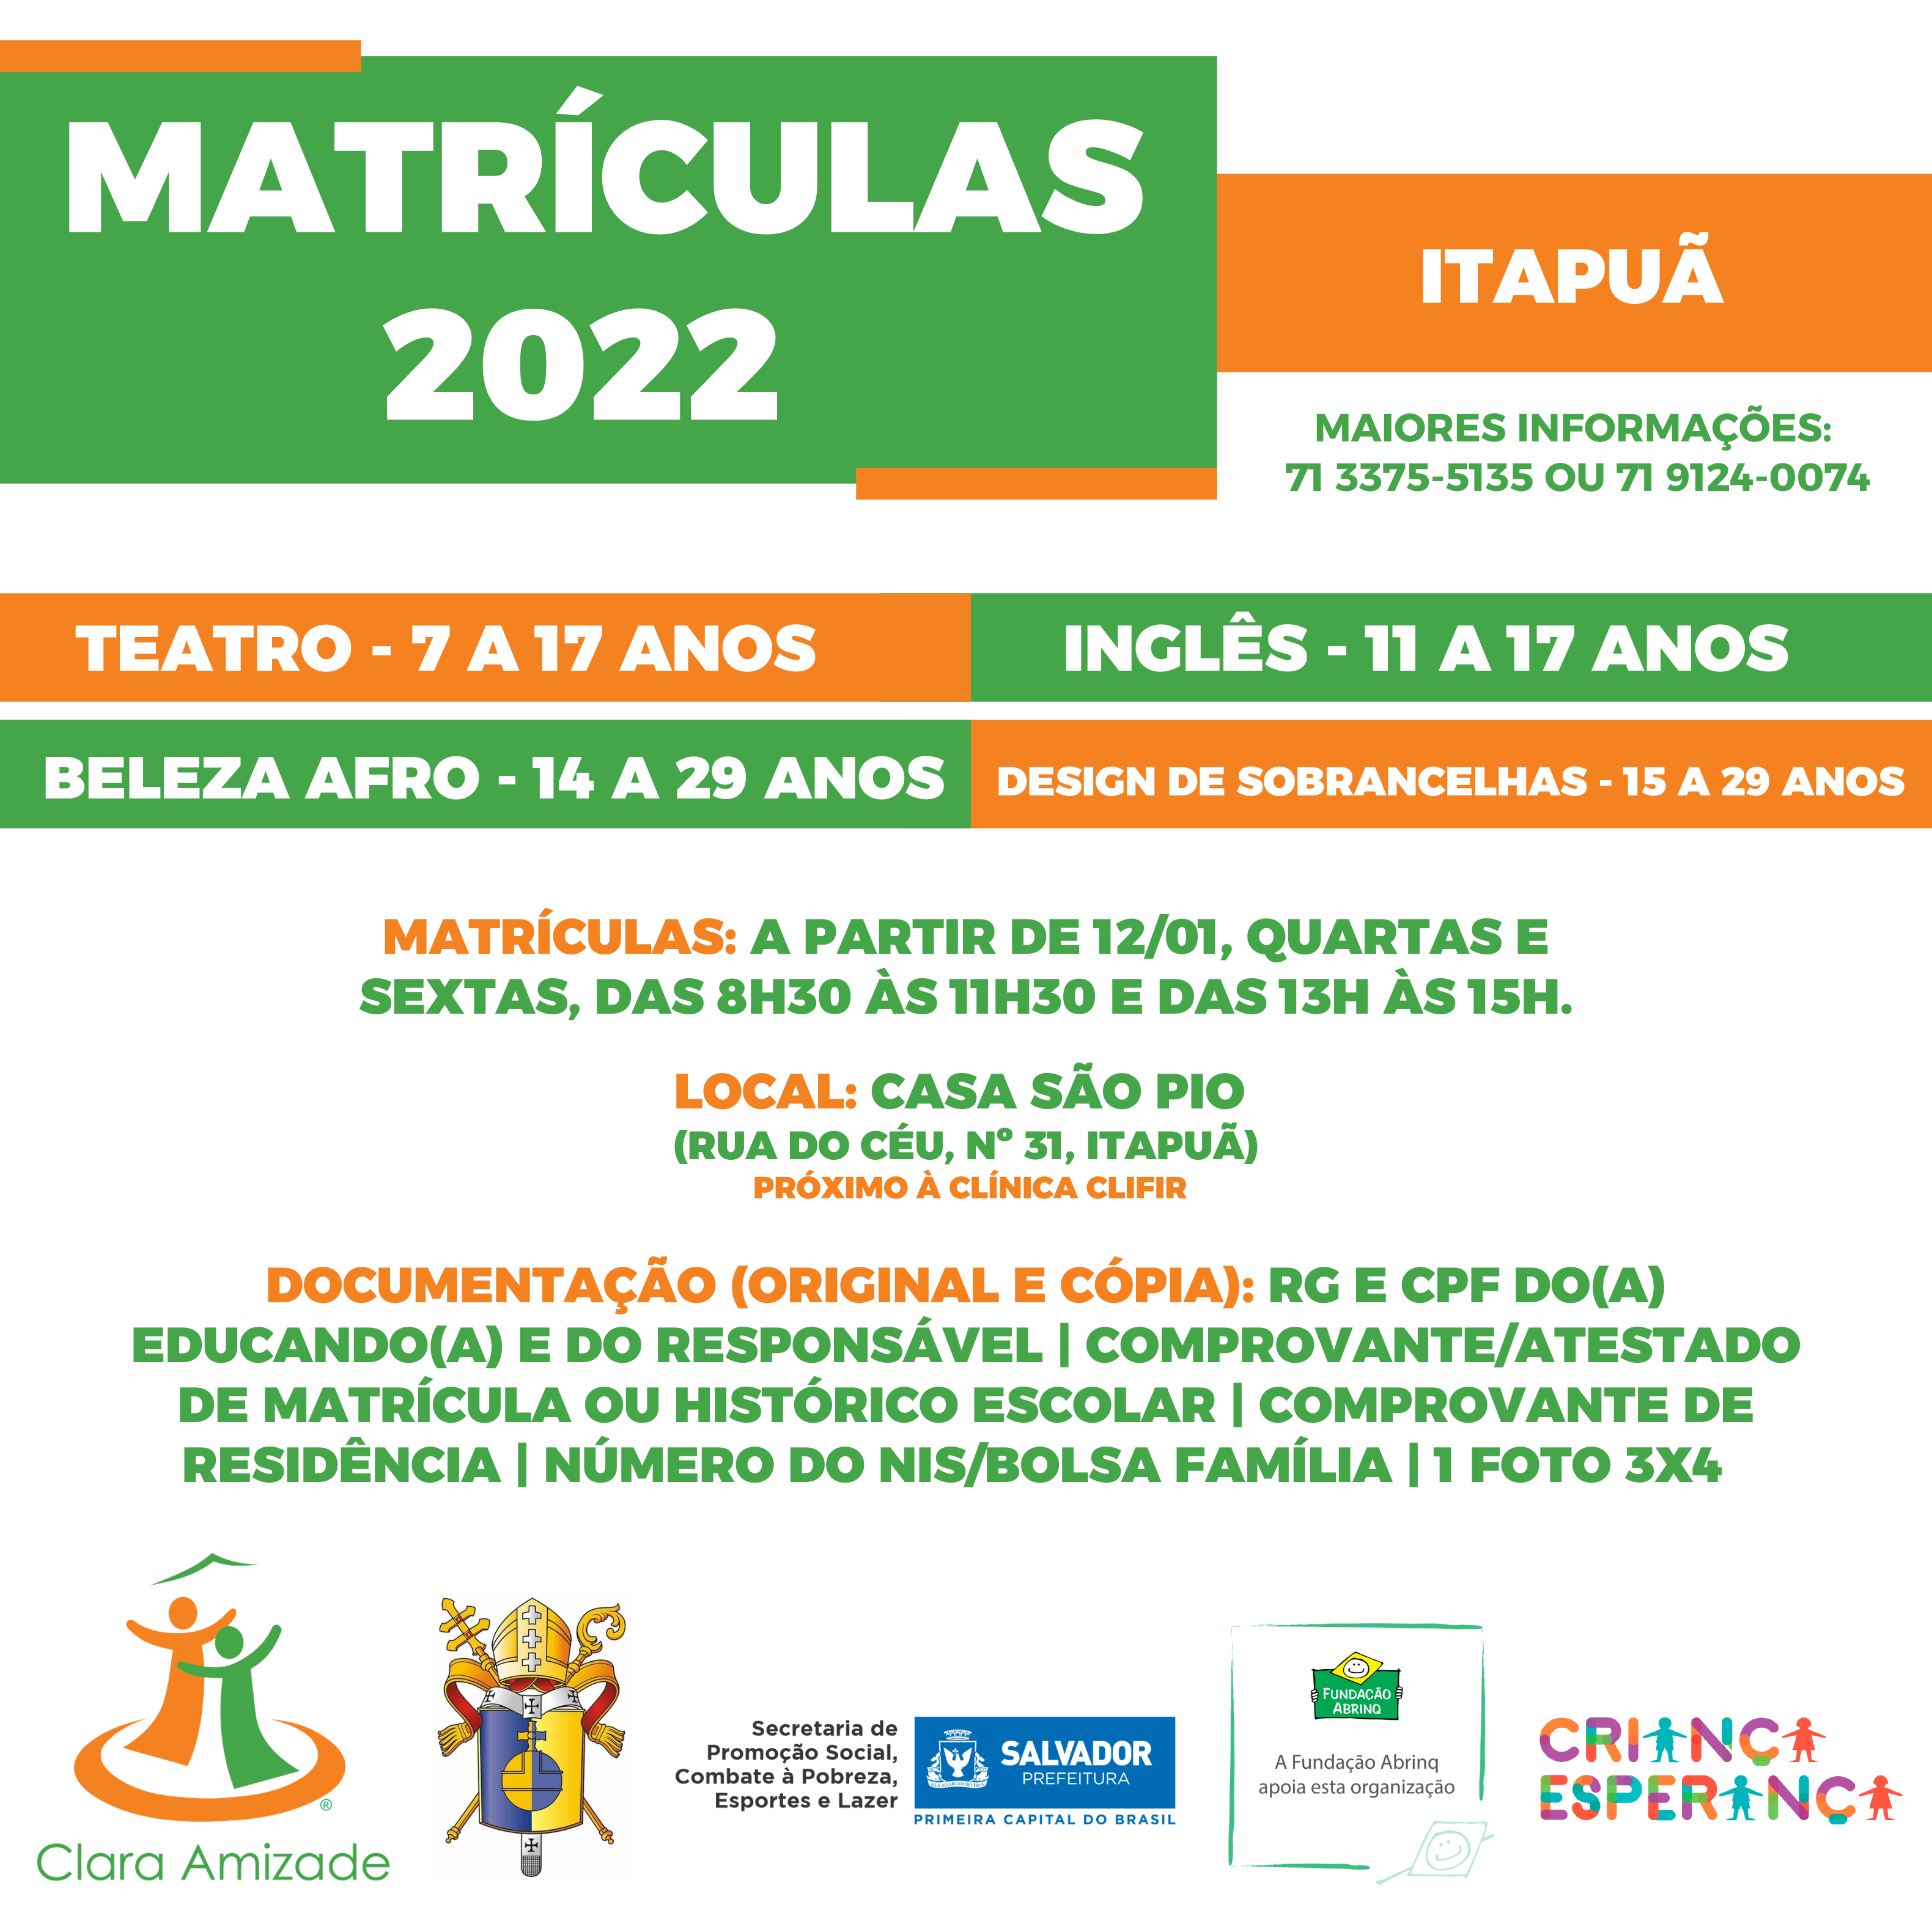 MATRÍCULAS
2022
ITAPUÃ
MAIORES INFORMAÇÕES:
71 3375-5135 OU 71 9124-0074
TEATRO - 7 A 17 ANOS
INGLÊS - 11 A 17 ANOS
BELEZA AFRO - 14 A 29 ANOS
DESIGN DE SOBRANCELHAS - 15 A 29 ANOS
MATRÍCULAS: A PARTIR DE 12/01, QUARTAS E
SEXTAS, DAS 8H30 ÀS 11H30 E DAS 13H ÀS 15H.
LOCAL: CASA SÃO PIO
(RUA DO CÉU, Nº 31, ITAPUÃ)
PRÓXIMO À CLÍNICA CLIFIR
DOCUMENTAÇÃO (ORIGINAL E CÓPIA): RG E CPF DO(A)
EDUCANDO(A) E DO RESPONSÁVEL | COMPROVANTE/ATESTADO
DE MATRÍCULA OU HISTÓRICO ESCOLAR | COMPROVANTE DE
RESIDÊNCIA | NÚMERO DO NIS/BOLSA FAMÍLIA | 1 FOTO 3X4
®
Clara Amizade
Secretaria de
Promoção Social,
Combate à Pobreza,
Esportes e Lazer
SALVADOR
PREFEITURA
PRIMEIRA CAPITAL DO BRASIL
FUNDAÇÃO
ABRINQ
A Fundação Abrinq
apoia esta organização
CRIANÇA
ESPERANÇA